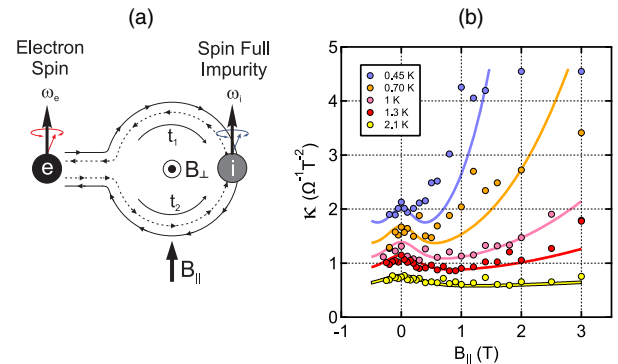 (a)
Electron
Spin
Spin Full
Impurity
ωe
ωi
t1
e
B⊥
i
t2
B||
(b)
κ (Ω⁻¹T⁻²)
5
4
3
2
1
0
0.45 K
0.70 K
1 K
1.3 K
2.1 K
-1
0
1
2
3
4
B|| (T)